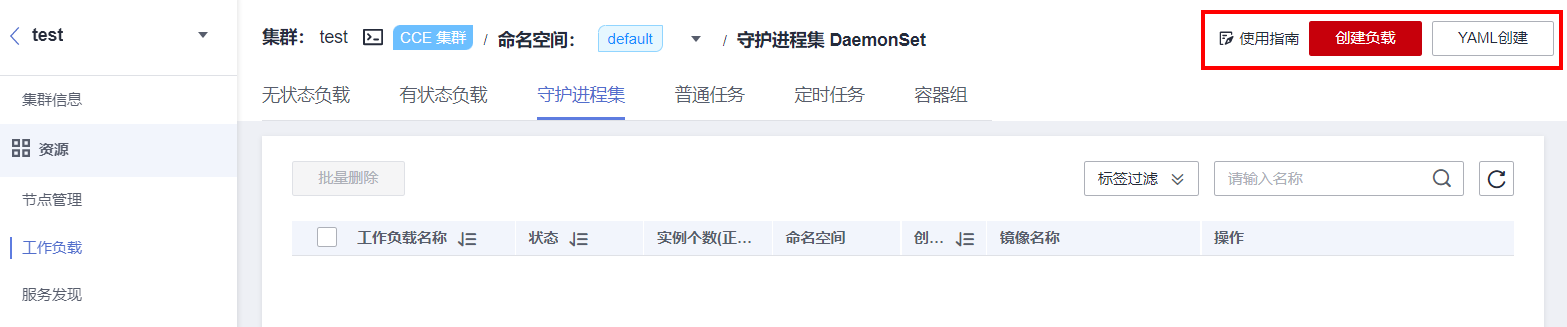 test
集群： test CCE 集群 / 命名空间： default / 守护进程集 DaemonSet
使用指南 创建负载 YAML创建
集群信息
资源
节点管理
工作负载
服务发现
无状态负载 有状态负载 守护进程集 普通任务 定时任务 容器组
批量删除 标签过滤 请输入名称
工作负载名称 状态 实例个数(正... 命名空间 创... 镜像名称 操作